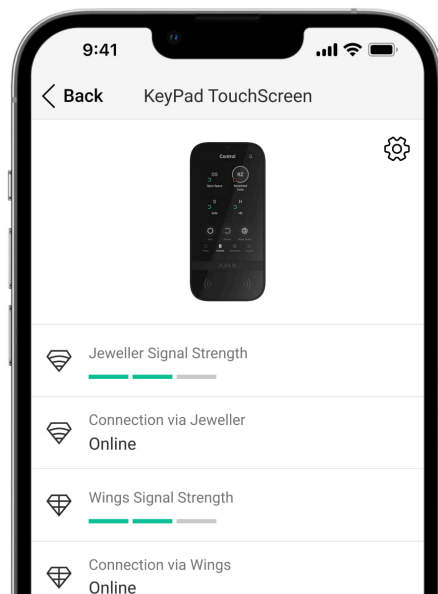 9:41
Back KeyPad TouchScreen
Control
AJAX
Jeweller Signal Strength
Connection via Jeweller
Online
Wings Signal Strength
Connection via Wings
Online